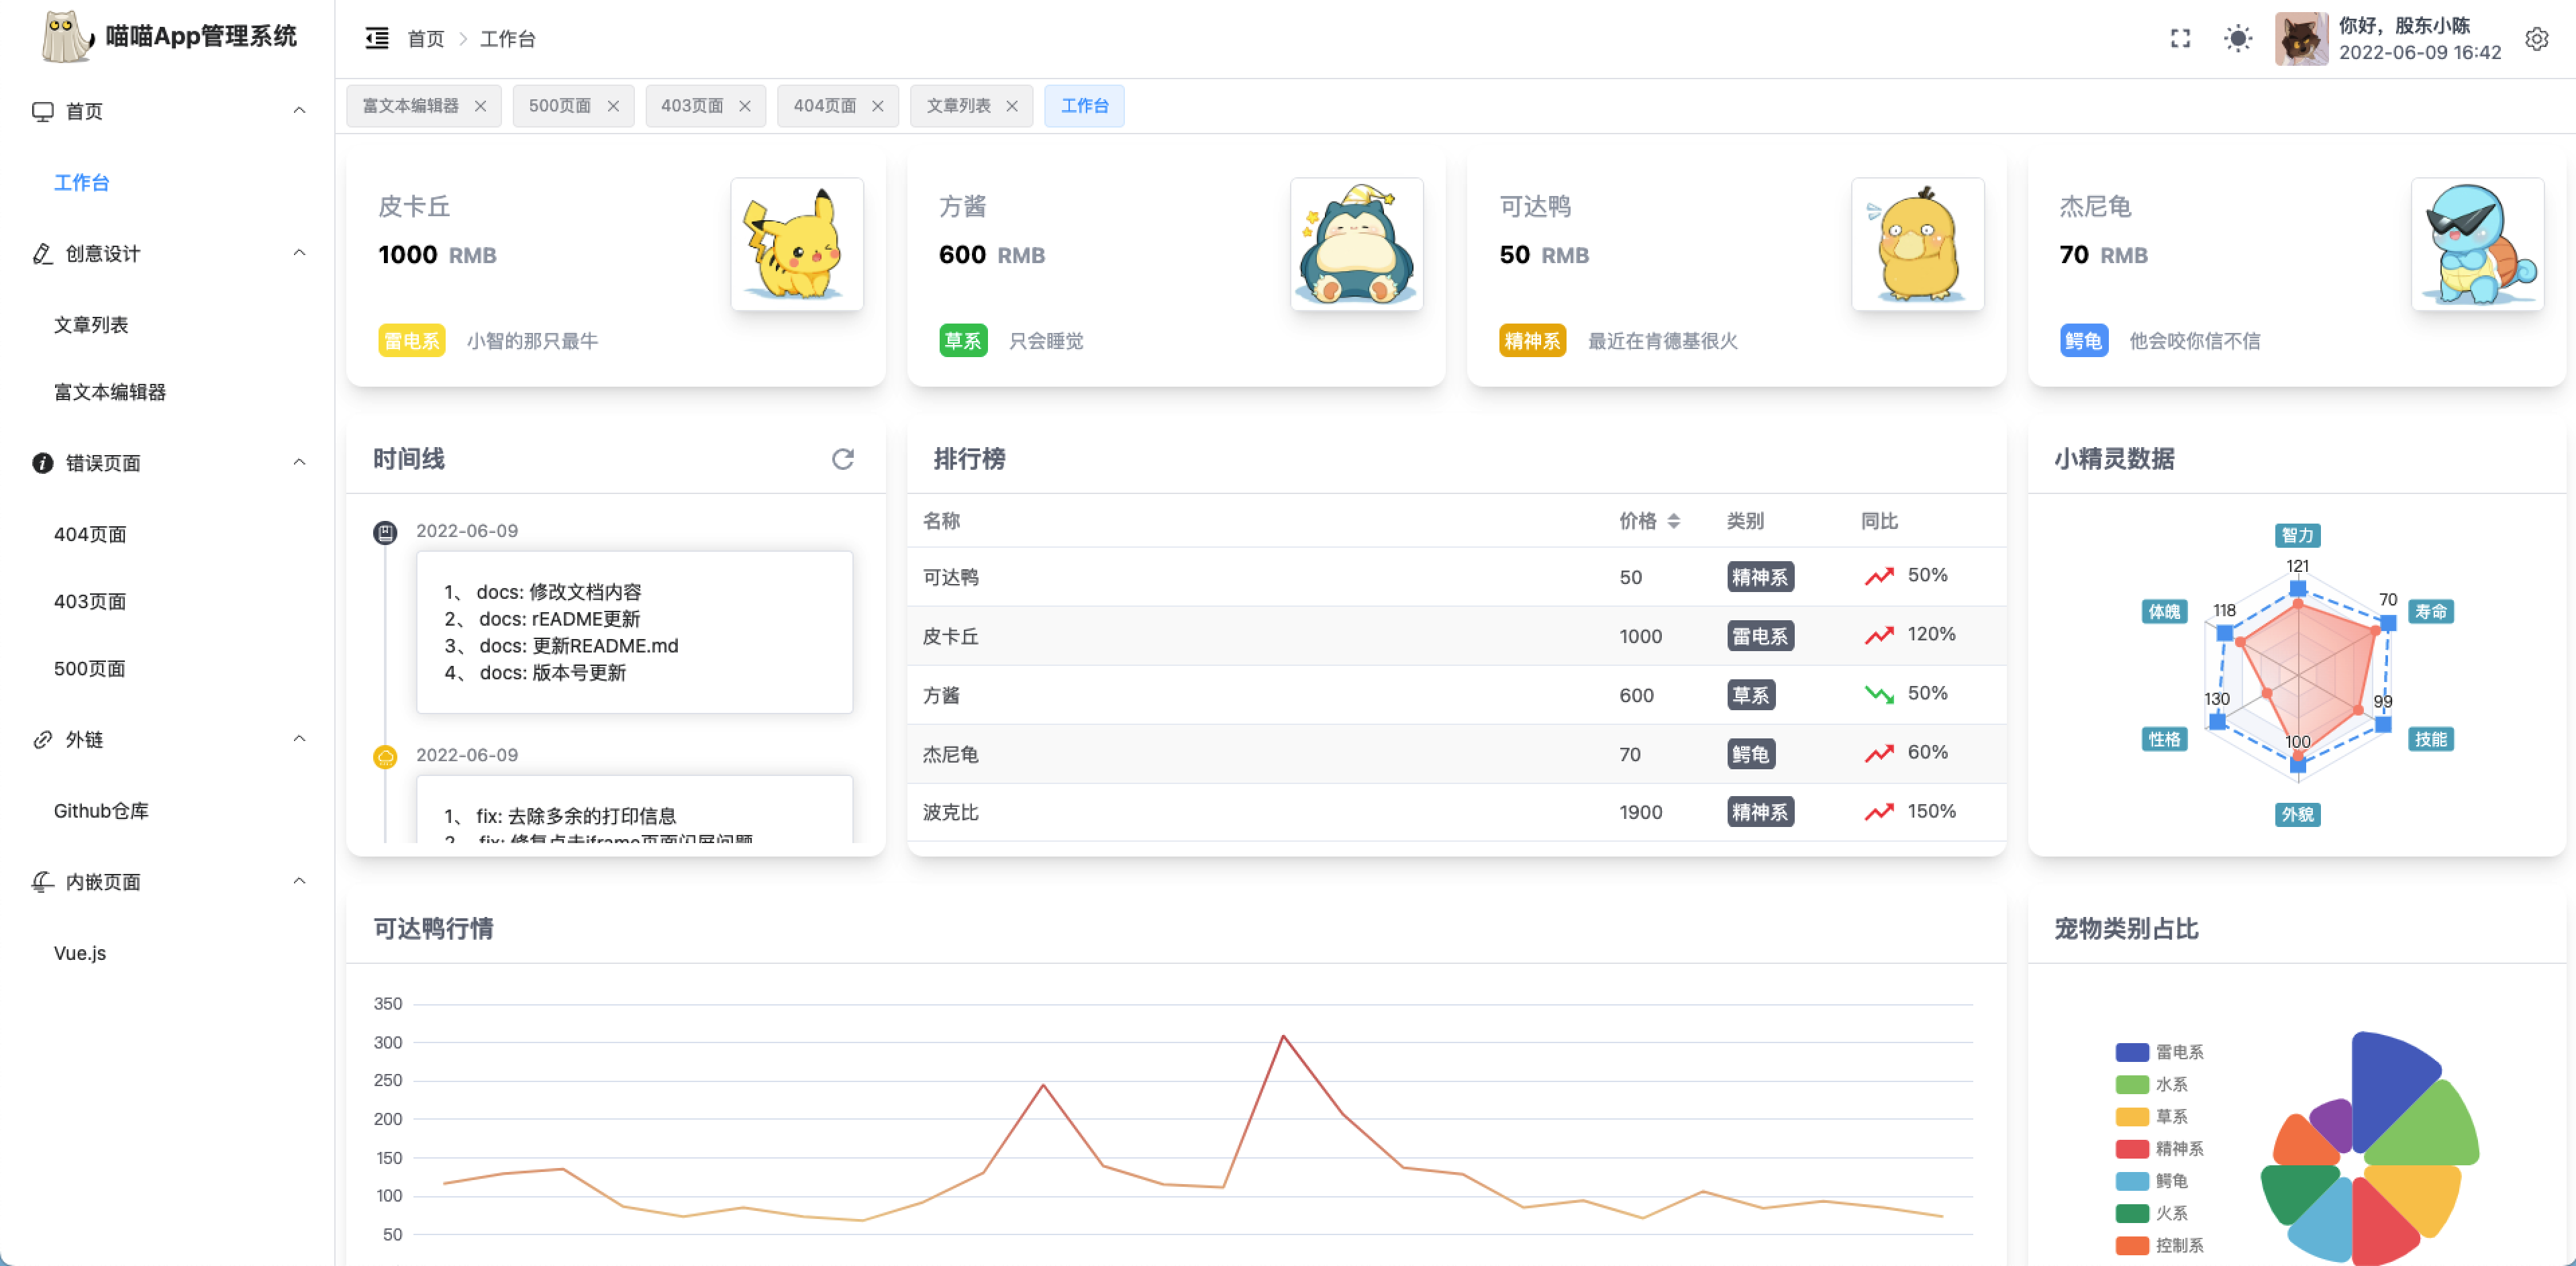 喵喵App管理系统
首页
工作台
创意设计
文章列表
富文本编辑器
错误页面
404页面
403页面
500页面
外链
Github仓库
内嵌页面
Vue.js
首页 > 工作台
你好，股东小陈
2022-06-09 16:42
富文本编辑器 500页面 403页面 404页面 文章列表 工作台
皮卡丘
1000 RMB
雷电系 小智的那只最牛
方酱
600 RMB
草系 只会睡觉
可达鸭
50 RMB
精神系 最近在肯德基很火
杰尼龟
70 RMB
鳄龟 他会咬你信不信
时间线
2022-06-09
1、 docs: 修改文档内容
2、 docs: rEADME更新
3、 docs: 更新README.md
4、 docs: 版本号更新
2022-06-09
1、 fix: 去除多余的打印信息
2、 fix: 修复点击iframe页面闪屏问题
排行榜
名称 价格 类别 同比
可达鸭 50 精神系 50%
皮卡丘 1000 雷电系 120%
方酱 600 草系 50%
杰尼龟 70 鳄龟 60%
波克比 1900 精神系 150%
小精灵数据
智力
121
体魄
118
70
寿命
130
99
性格
100
技能
外貌
可达鸭行情
350
300
250
200
150
100
50
宠物类别占比
雷电系
水系
草系
精神系
鳄龟
火系
控制系